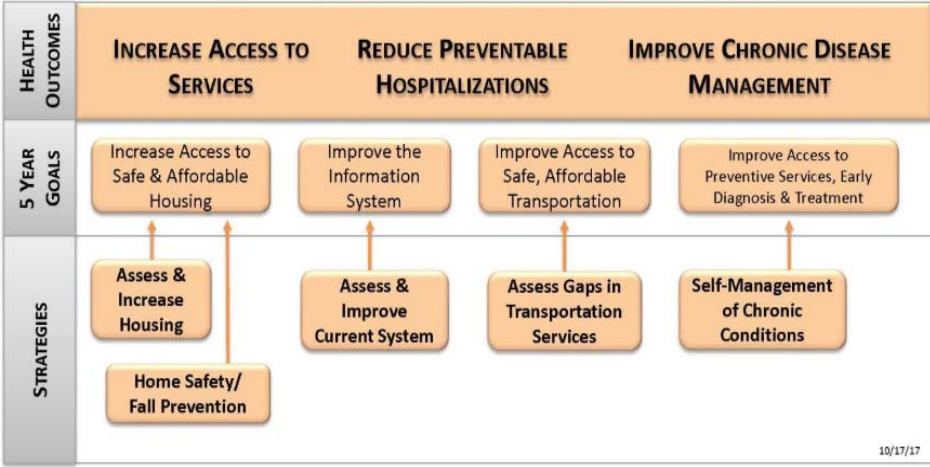 HEALTH
OUTCOMES
INCREASE ACCESS TO
SERVICES
REDUCE PREVENTABLE
HOSPITALIZATIONS
IMPROVE CHRONIC DISEASE
MANAGEMENT
5 YEAR
GOALS
Increase Access to
Safe & Affordable
Housing
Improve the
Information
System
Improve Access to
Safe, Affordable
Transportation
Improve Access to
Preventive Services, Early
Diagnosis & Treatment
STRATEGIES
Assess &
Increase
Housing
Home Safety/
Fall Prevention
Assess &
Improve
Current System
Assess Gaps in
Transportation
Services
Self-Management
of Chronic
Conditions
10/17/17